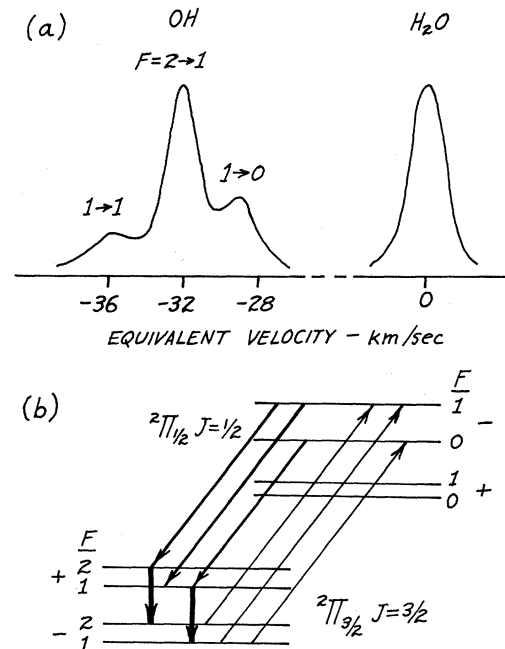 (a) OH H₂O
F=2→1
1→0
1→1
-36 -32 -28 0
EQUIVALENT VELOCITY - km/sec
(b) F
1
²Π₁/₂ J=1/2 -
0
1
0 +
F
2
+ 1
²Π₃/₂ J=3/2
- 2
1